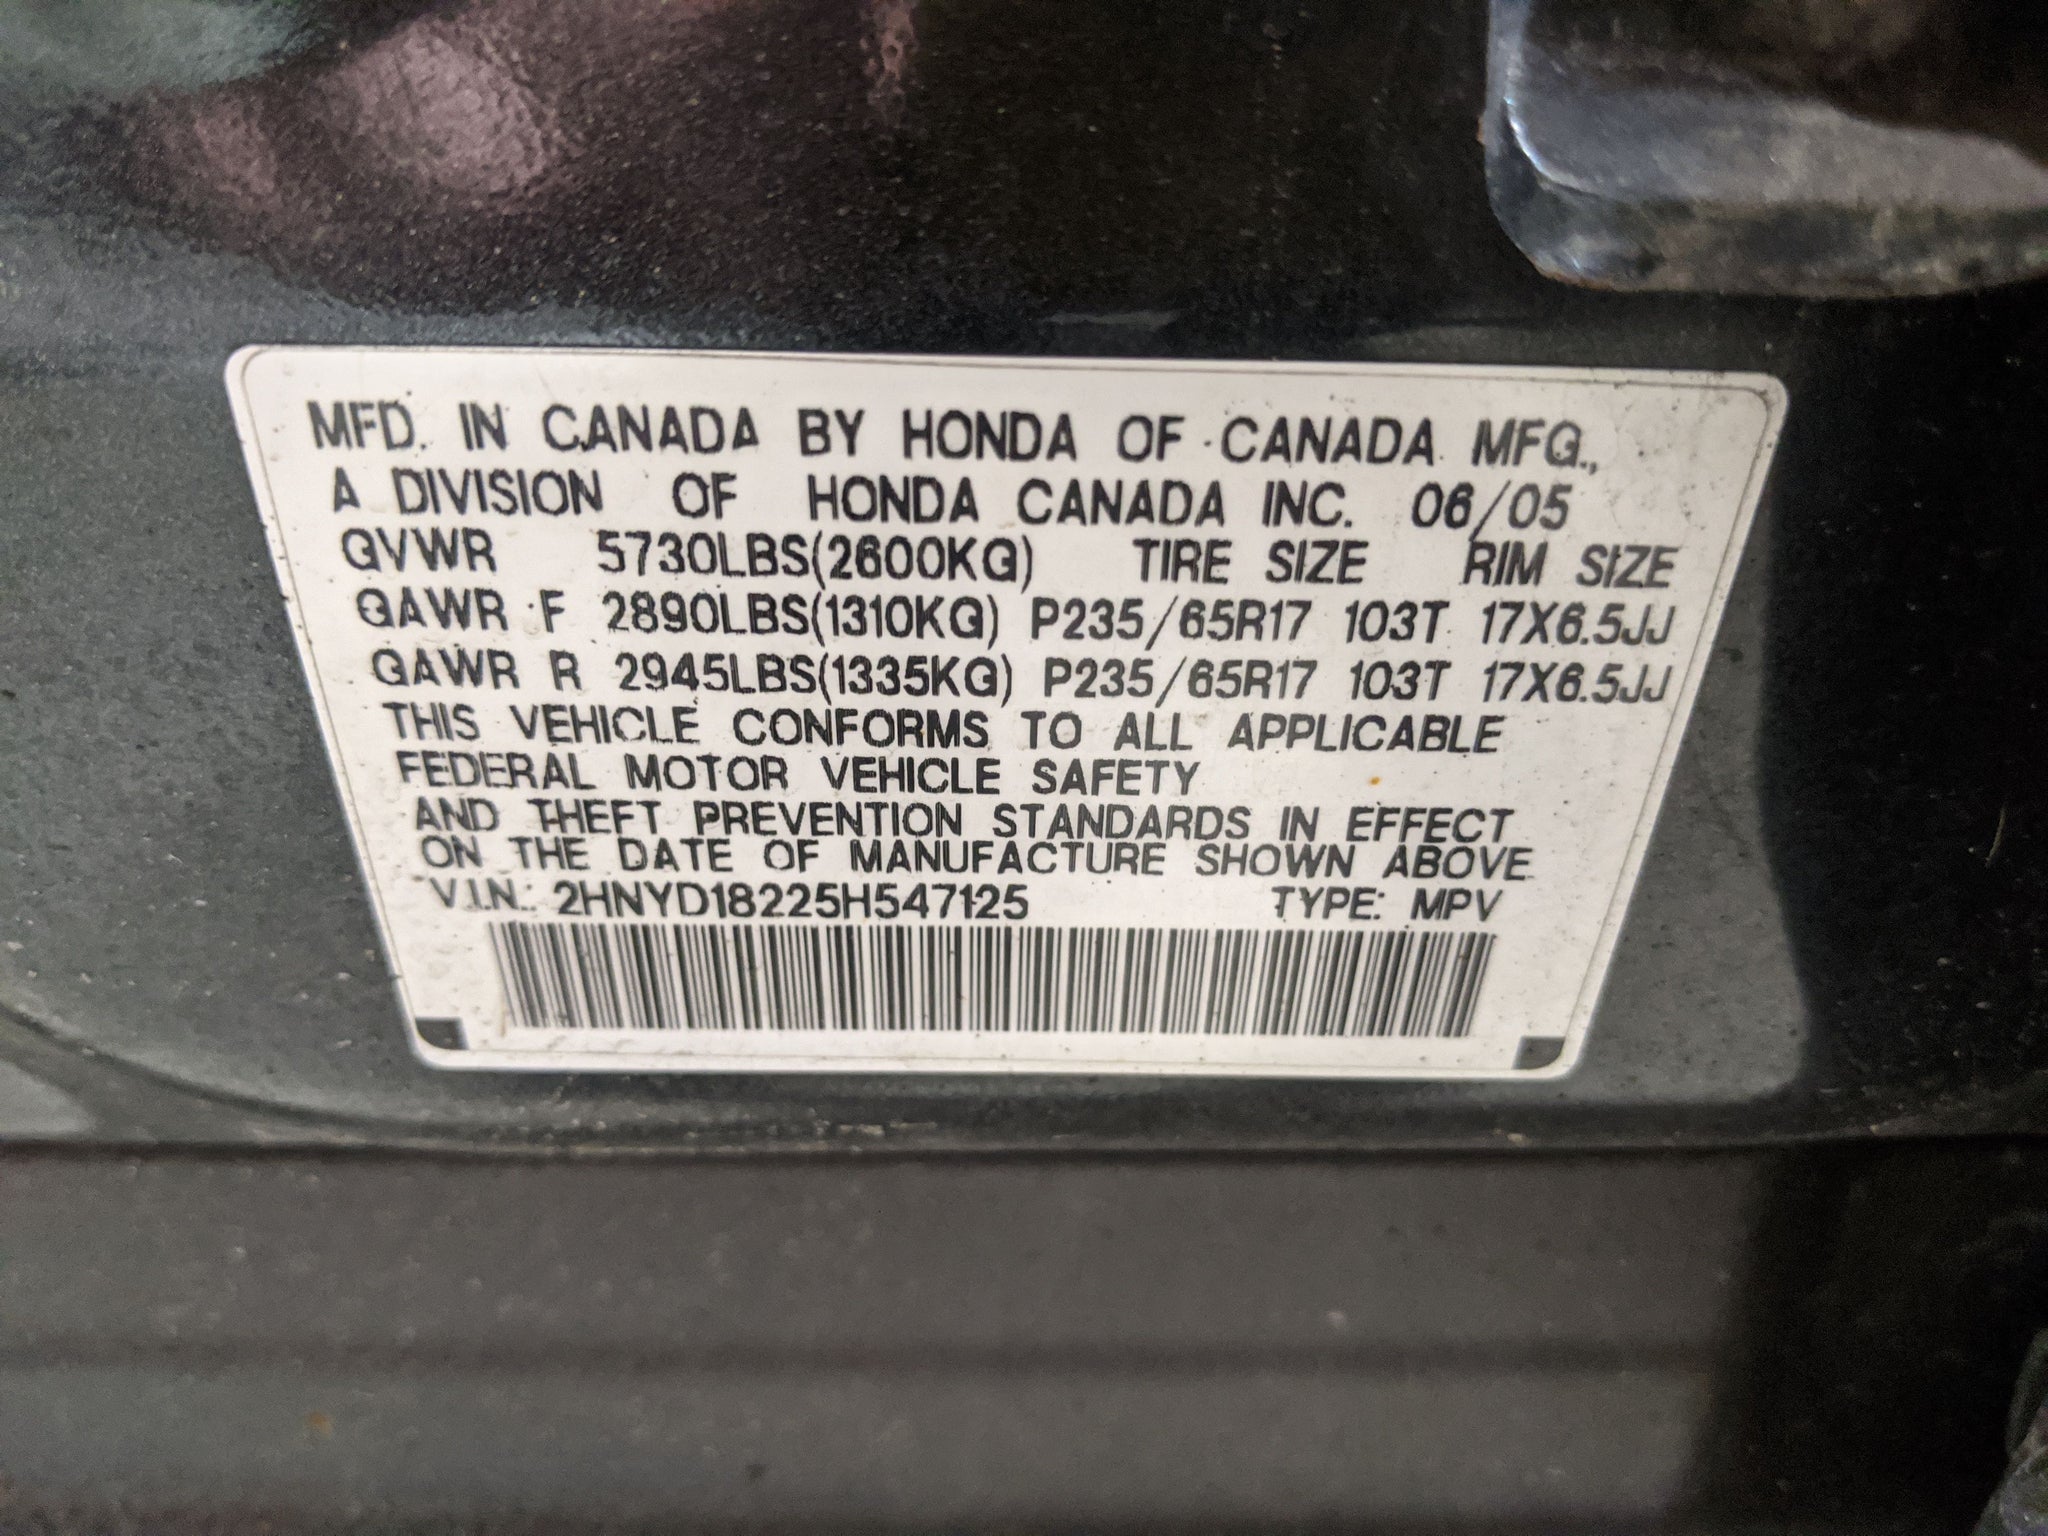 MFD. IN CANADA BY HONDA OF CANADA MFG.,
A DIVISION OF HONDA CANADA INC. 06/05
GVWR 5730LBS(2600KG) TIRE SIZE RIM SIZE
GAWR F 2890LBS(1310KG) P235/65R17 103T 17X6.5JJ
GAWR R 2945LBS(1335KG) P235/65R17 103T 17X6.5JJ
THIS VEHICLE CONFORMS TO ALL APPLICABLE
FEDERAL MOTOR VEHICLE SAFETY
AND THEFT PREVENTION STANDARDS IN EFFECT
ON THE DATE OF MANUFACTURE SHOWN ABOVE
V.I.N.: 2HNYD18225H547125 TYPE: MPV